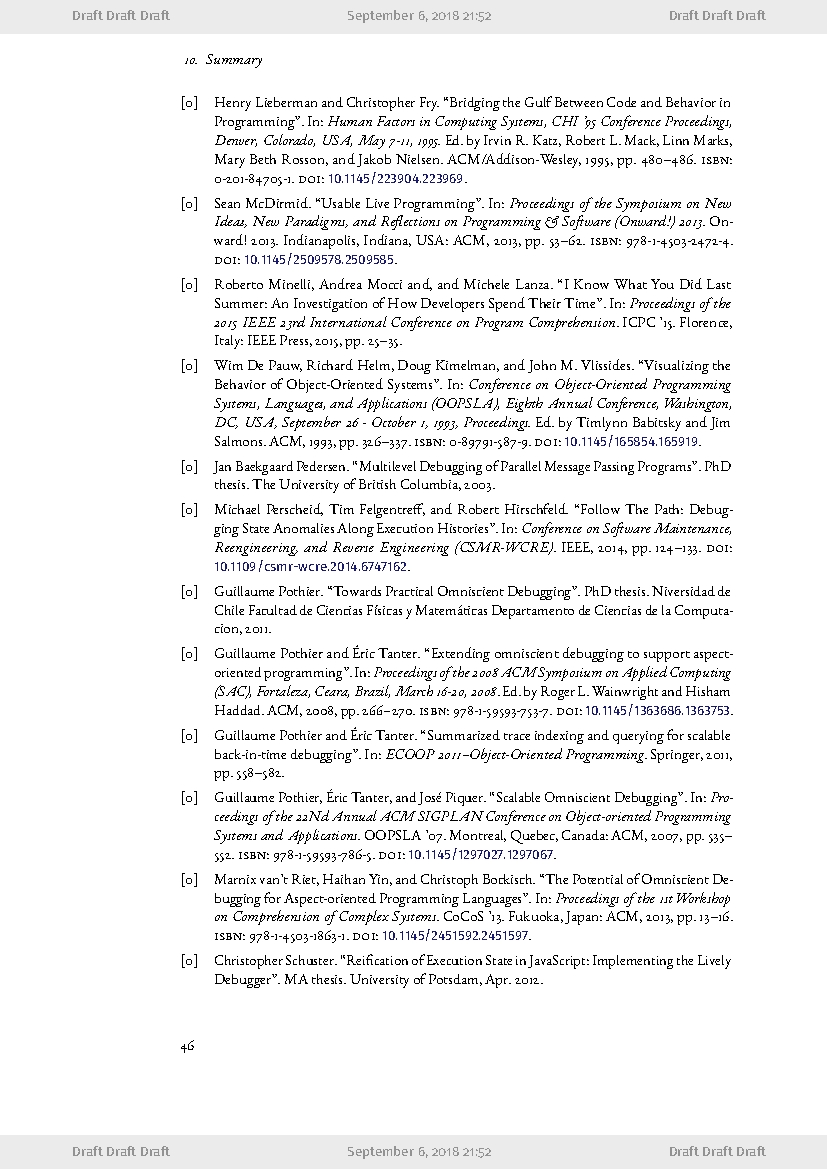 Draft Draft Draft September 6, 2018 21:52 Draft Draft Draft
10. Summary
[0] Henry Lieberman and Christopher Fry. “Bridging the Gulf Between Code and Behavior in
Programming”. In: Human Factors in Computing Systems, CHI ’95 Conference Proceedings,
Denver, Colorado, USA, May 7-11, 1995. Ed. by Irvin R. Katz, Robert L. Mack, Linn Marks,
Mary Beth Rosson, and Jakob Nielsen. ACM/Addison-Wesley, 1995, pp. 480–486. ISBN:
0-201-84705-1. DOI: 10.1145/223904.223969.
[0] Sean McDirmid. “Usable Live Programming”. In: Proceedings of the Symposium on New
Ideas, New Paradigms, and Reflections on Programming & Software (Onward!) 2013. On-
ward! 2013. Indianapolis, Indiana, USA: ACM, 2013, pp. 53–62. ISBN: 978-1-4503-2472-4.
DOI: 10.1145/2509578.2509585.
[0] Roberto Minelli, Andrea Mocci and, and Michele Lanza. “I Know What You Did Last
Summer: An Investigation of How Developers Spend Their Time”. In: Proceedings of the
2015 IEEE 23rd International Conference on Program Comprehension. ICPC ’15. Florence,
Italy: IEEE Press, 2015, pp. 25–35.
[0] Wim De Pauw, Richard Helm, Doug Kimelman, and John M. Vlissides. “Visualizing the
Behavior of Object-Oriented Systems”. In: Conference on Object-Oriented Programming
Systems, Languages, and Applications (OOPSLA), Eighth Annual Conference, Washington,
DC, USA, September 26 - October 1, 1993, Proceedings. Ed. by Timlynn Babitsky and Jim
Salmons. ACM, 1993, pp. 326–337. ISBN: 0-89791-587-9. DOI: 10.1145/165854.165919.
[0] Jan Baekgaard Pedersen. “Multilevel Debugging of Parallel Message Passing Programs”. PhD
thesis. The University of British Columbia, 2003.
[0] Michael Perscheid, Tim Felgentreff, and Robert Hirschfeld. “Follow The Path: Debug-
ging State Anomalies Along Execution Histories”. In: Conference on Software Maintenance,
Reengineering, and Reverse Engineering (CSMR-WCRE). IEEE, 2014, pp. 124–133. DOI:
10.1109/csmr-wcre.2014.6747162.
[0] Guillaume Pothier. “Towards Practical Omniscient Debugging”. PhD thesis. Niversidad de
Chile Facultad de Ciencias Físicas y Matemáticas Departamento de Ciencias de la Computa-
cion, 2011.
[0] Guillaume Pothier and Éric Tanter. “Extending omniscient debugging to support aspect-
oriented programming”. In: Proceedings of the 2008 ACM Symposium on Applied Computing
(SAC), Fortaleza, Ceara, Brazil, March 16-20, 2008. Ed. by Roger L. Wainwright and Hisham
Haddad. ACM, 2008, pp. 266–270. ISBN: 978-1-59593-753-7. DOI: 10.1145/1363686.1363753.
[0] Guillaume Pothier and Éric Tanter. “Summarized trace indexing and querying for scalable
back-in-time debugging”. In: ECOOP 2011–Object-Oriented Programming. Springer, 2011,
pp. 558–582.
[0] Guillaume Pothier, Éric Tanter, and José Piquer. “Scalable Omniscient Debugging”. In: Pro-
ceedings of the 22Nd Annual ACM SIGPLAN Conference on Object-oriented Programming
Systems and Applications. OOPSLA ’07. Montreal, Quebec, Canada: ACM, 2007, pp. 535–
552. ISBN: 978-1-59593-786-5. DOI: 10.1145/1297027.1297067.
[0] Marnix van’t Riet, Haihan Yin, and Christoph Bockisch. “The Potential of Omniscient De-
bugging for Aspect-oriented Programming Languages”. In: Proceedings of the 1st Workshop
on Comprehension of Complex Systems. CoCoS ’13. Fukuoka, Japan: ACM, 2013, pp. 13–16.
ISBN: 978-1-4503-1863-1. DOI: 10.1145/2451592.2451597.
[0] Christopher Schuster. “Reification of Execution State in JavaScript: Implementing the Lively
Debugger”. MA thesis. University of Potsdam, Apr. 2012.
46
Draft Draft Draft September 6, 2018 21:52 Draft Draft Draft